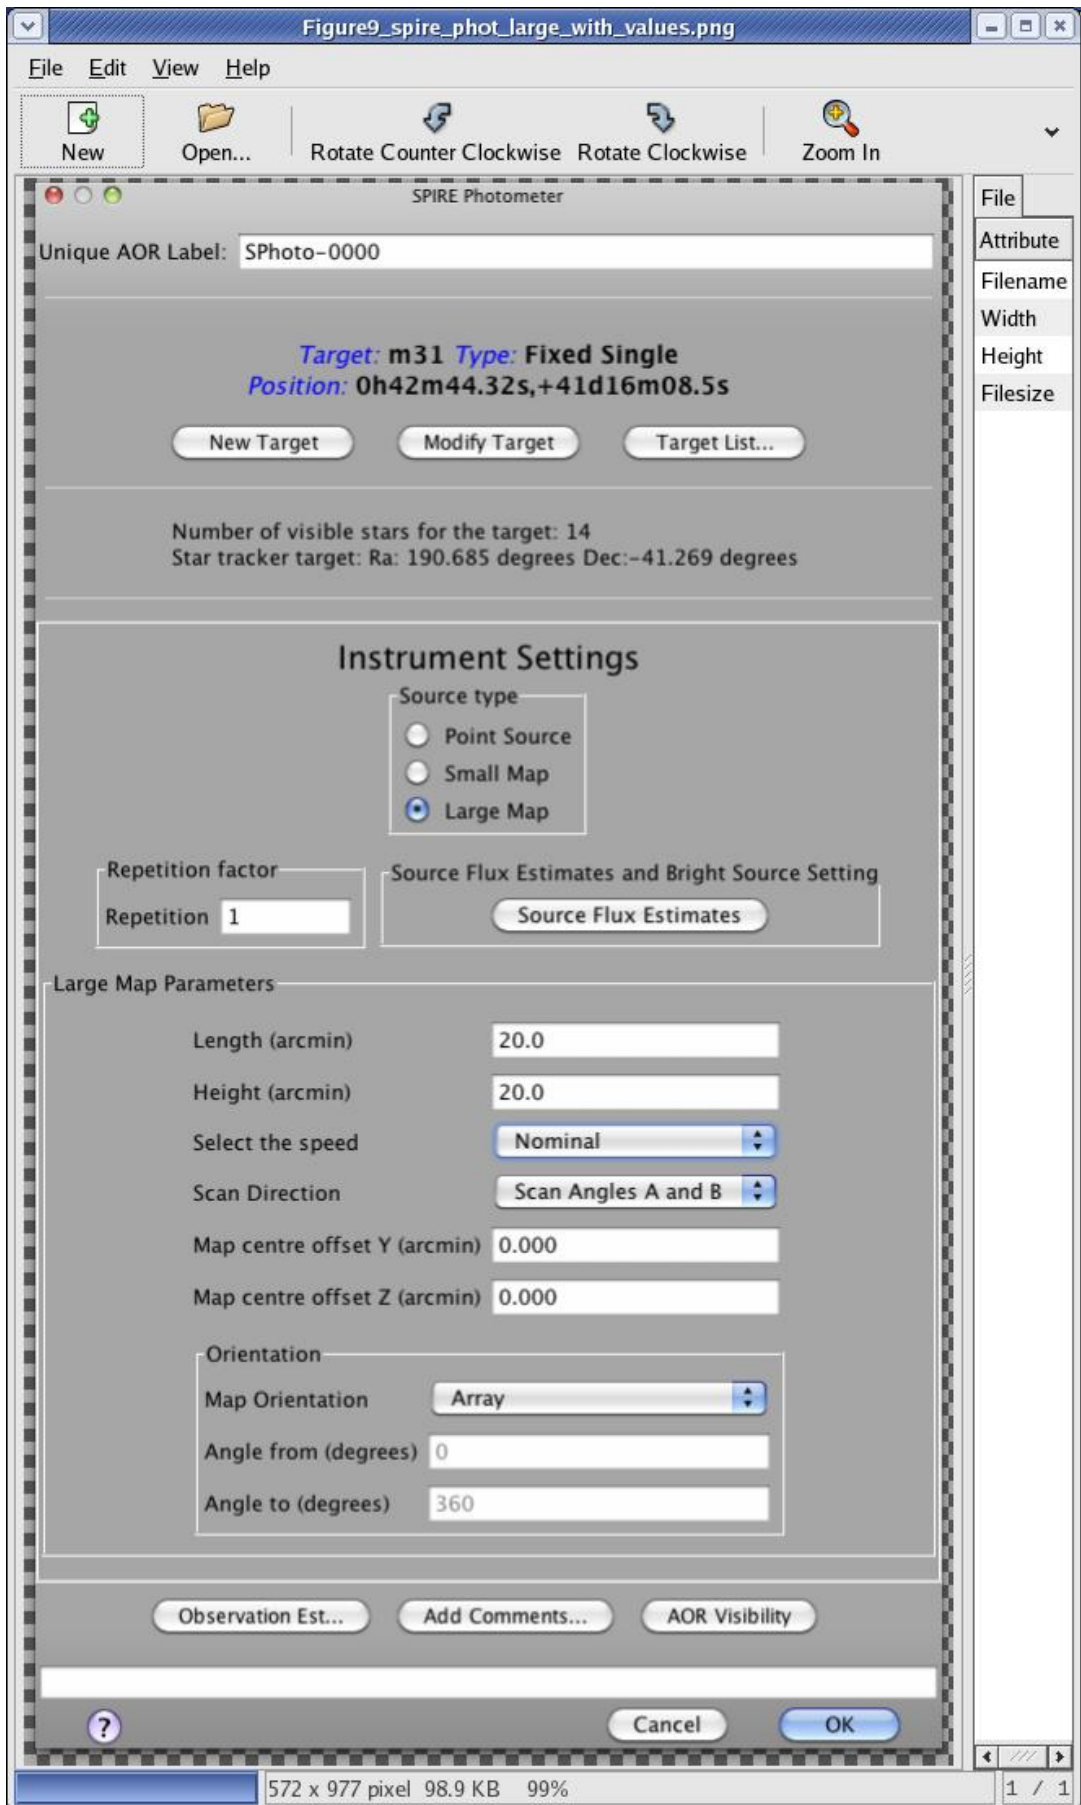 Figure9_spire_phot_large_with_values.png
File Edit View Help
New Open... Rotate Counter Clockwise Rotate Clockwise Zoom In
SPIRE Photometer
Unique AOR Label: SPhoto-0000
Target: m31 Type: Fixed Single
Position: 0h42m44.32s,+41d16m08.5s
New Target Modify Target Target List...
Number of visible stars for the target: 14
Star tracker target: Ra: 190.685 degrees Dec:-41.269 degrees
Instrument Settings
Source type
Point Source
Small Map
Large Map
Repetition factor
Repetition 1
Source Flux Estimates and Bright Source Setting
Source Flux Estimates
Large Map Parameters
Length (arcmin) 20.0
Height (arcmin) 20.0
Select the speed Nominal
Scan Direction Scan Angles A and B
Map centre offset Y (arcmin) 0.000
Map centre offset Z (arcmin) 0.000
Orientation
Map Orientation Array
Angle from (degrees) 0
Angle to (degrees) 360
Observation Est... Add Comments... AOR Visibility
? Cancel OK
File
Attribute
Filename
Width
Height
Filesize
572 x 977 pixel 98.9 KB 99% 1 / 1